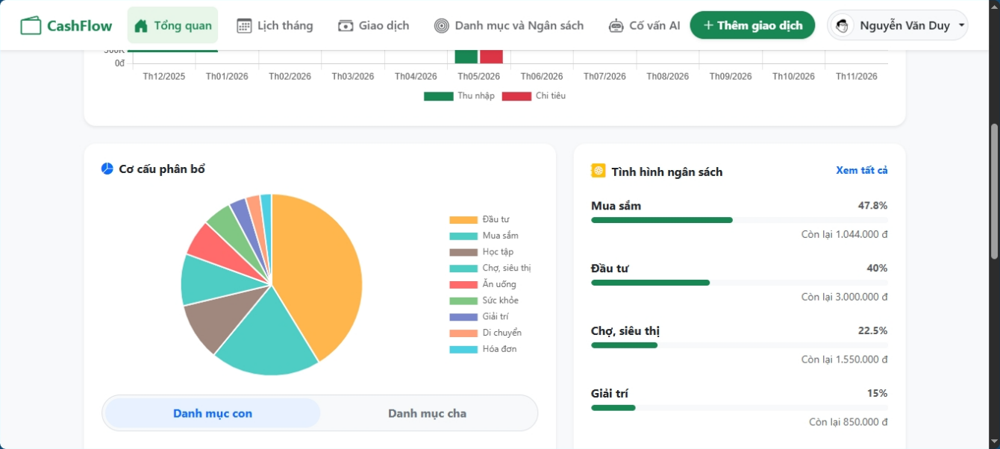 CashFlow Tổng quan Lịch tháng Giao dịch Danh mục và Ngân sách Cố vấn AI + Thêm giao dịch Nguyễn Văn Duy
0đ
Th12/2025 Th01/2026 Th02/2026 Th03/2026 Th04/2026 Th05/2026 Th06/2026 Th07/2026 Th08/2026 Th09/2026 Th10/2026 Th11/2026
Thu nhập Chi tiêu
Cơ cấu phân bổ
Đầu tư
Mua sắm
Học tập
Chợ, siêu thị
Ăn uống
Sức khỏe
Giải trí
Di chuyển
Hóa đơn
Danh mục con Danh mục cha
Tình hình ngân sách Xem tất cả
Mua sắm 47.8%
Còn lại 1.044.000 đ
Đầu tư 40%
Còn lại 3.000.000 đ
Chợ, siêu thị 22.5%
Còn lại 1.550.000 đ
Giải trí 15%
Còn lại 850.000 đ